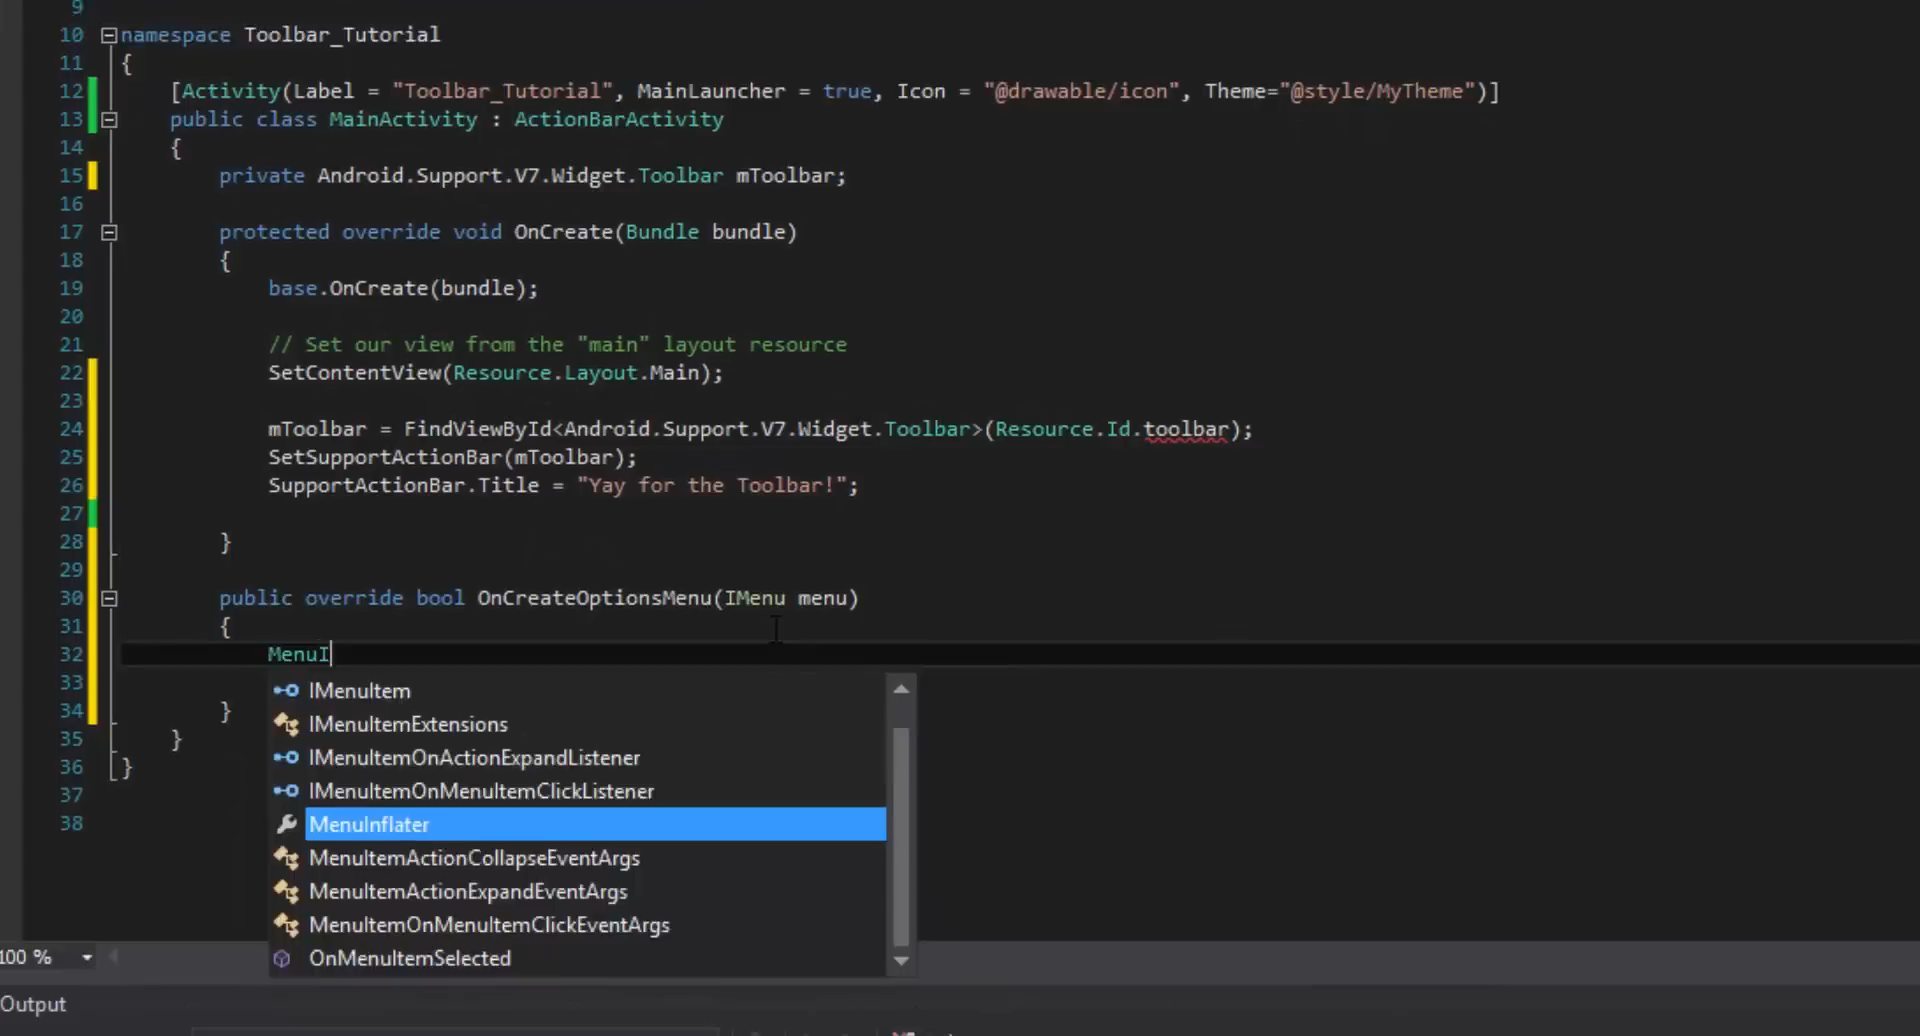 9
10 namespace Toolbar_Tutorial
11 {
12 [Activity(Label = "Toolbar_Tutorial", MainLauncher = true, Icon = "@drawable/icon", Theme="@style/MyTheme")]
13 public class MainActivity : ActionBarActivity
14 {
15 private Android.Support.V7.Widget.Toolbar mToolbar;
16
17 protected override void OnCreate(Bundle bundle)
18 {
19 base.OnCreate(bundle);
20
21 // Set our view from the "main" layout resource
22 SetContentView(Resource.Layout.Main);
23
24 mToolbar = FindViewById<Android.Support.V7.Widget.Toolbar>(Resource.Id.toolbar);
25 SetSupportActionBar(mToolbar);
26 SupportActionBar.Title = "Yay for the Toolbar!";
27
28 }
29
30 public override bool OnCreateOptionsMenu(IMenu menu)
31 {
32 MenuI
33
34 }
35 }
36 }
37
38
IMenuItem
IMenuItemExtensions
IMenuItemOnActionExpandListener
IMenuItemOnMenuItemClickListener
MenuInflater
MenuItemActionCollapseEventArgs
MenuItemActionExpandEventArgs
MenuItemOnMenuItemClickEventArgs
OnMenuItemSelected
100 %
Output